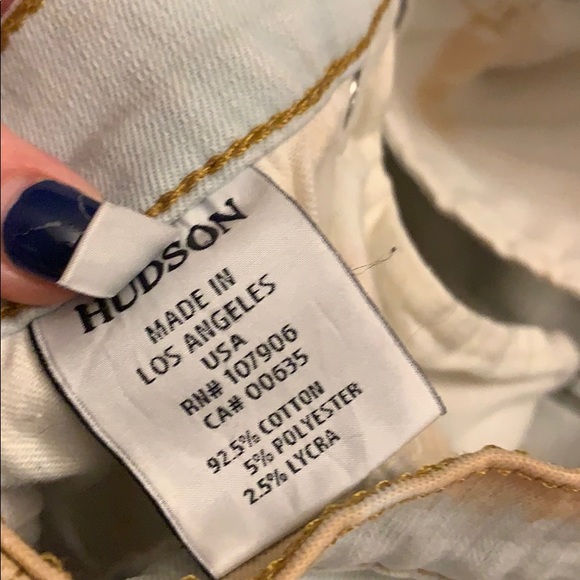 HUDSON
MADE IN
LOS ANGELES
USA
RN# 107906
CA# 00635
92.5% COTTON
5% POLYESTER
2.5% LYCRA